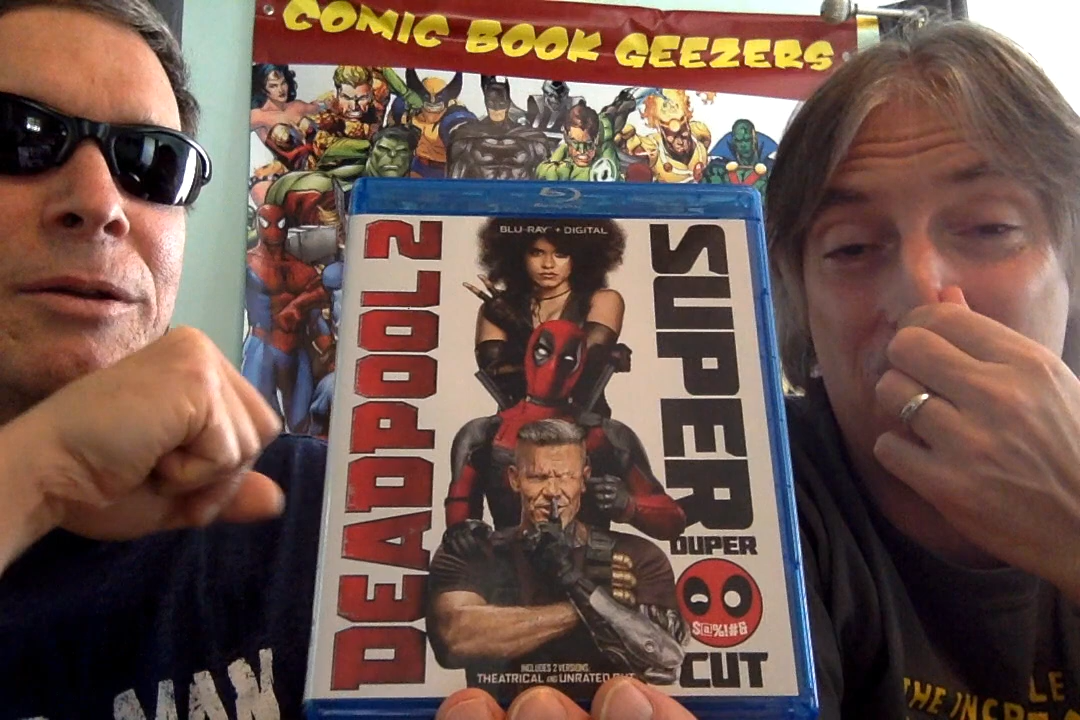 COMIC BOOK GEEZERS
BLU-RAY + DIGITAL
DEADPOOL 2
SUPER
DUPER
$@%!#&
CUT
INCLUDES 2 VERSIONS:
THEATRICAL AND UNRATED CUT
MAN
THE